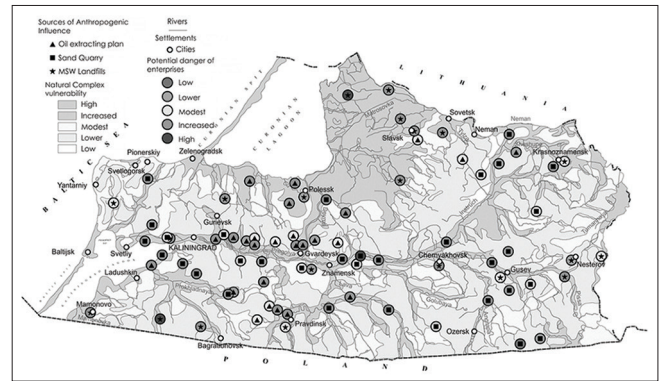 Sources of Anthropogenic
Influence
Oil extracting plan
Sand Quarry
MSW Landfills
Natural Complex
vulnerability
High
Increased
Modest
Lower
Low
Rivers
Settlements
Cities
Potential danger of
enterprises
Low
Lower
Modest
Increased
High
LITHUANIA
BALTIC SEA
CURONIAN SPIT
CURONIAN
LAGOON
Matrosovka
Sovetsk
Neman
Neman
Slavsk
Krasnoznamensk
Pionerskiy
Zelenogradsk
Svetlogorsk
Yantarniy
Polessk
Gurievsk
KALININGRAD
Baltijsk
Svetliy
Gvardeysk
Znamensk
Chernyakhovsk
Gusev
Nesterov
Ladushkin
Mamonovo
Pravdinsk
Bagrationovsk
Ozersk
POLAND